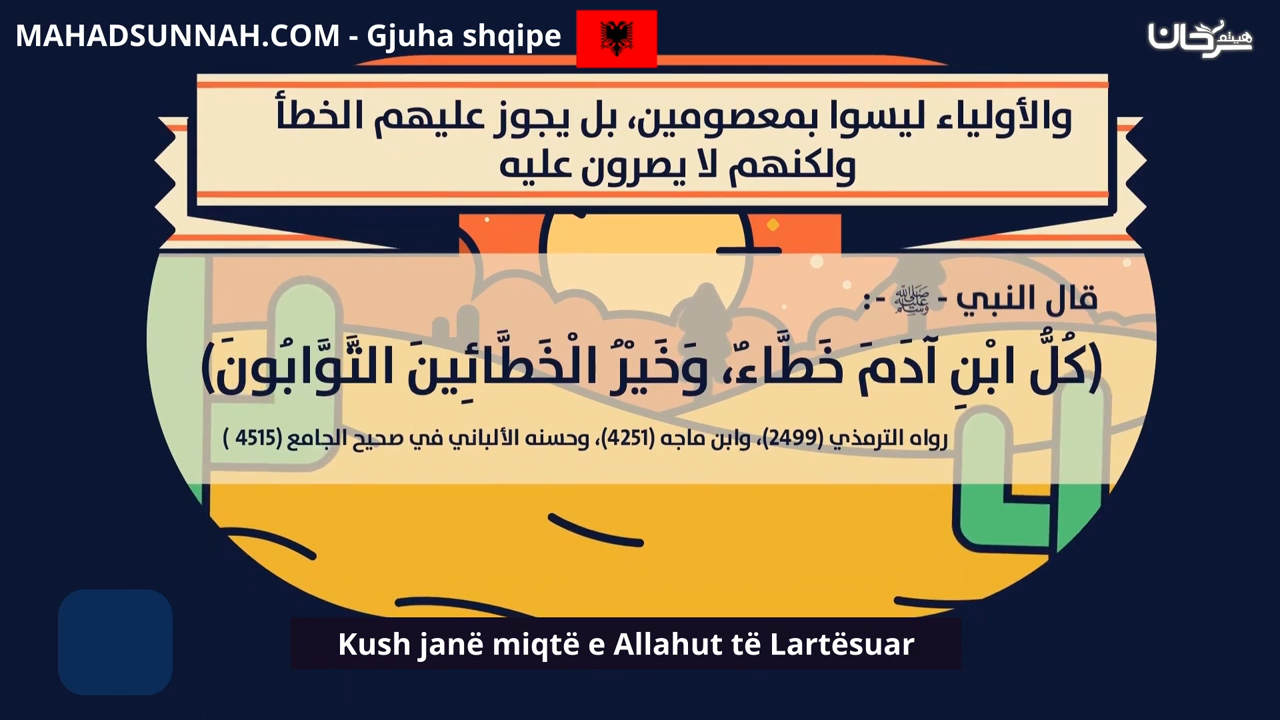 MAHADSUNNAH.COM - Gjuha shqipe
هيثم سرحان
والأولياء ليسوا بمعصومين، بل يجوز عليهم الخطأ
ولكنهم لا يصرون عليه
قال النبي - ﷺ - :
(كُلُّ ابْنِ آدَمَ خَطَّاءٌ، وَخَيْرُ الْخَطَّائِينَ التَّوَّابُونَ)
رواه الترمذي (2499)، وابن ماجه (4251)، وحسنه الألباني في صحيح الجامع (4515 )
Kush janë miqtë e Allahut të Lartësuar